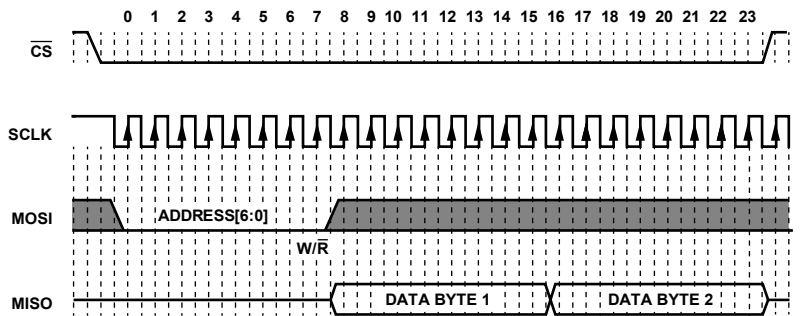 0 1 2 3 4 5 6 7 8 9 10 11 12 13 14 15 16 17 18 19 20 21 22 23
CS
SCLK
MOSI ADDRESS[6:0]
W/R
MISO DATA BYTE 1 DATA BYTE 2